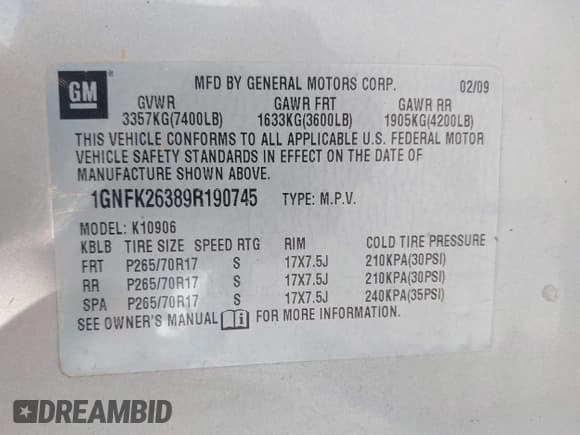 GM
MFD BY GENERAL MOTORS CORP. 02/09
GVWR GAWR FRT GAWR RR
3357KG(7400LB) 1633KG(3600LB) 1905KG(4200LB)
THIS VEHICLE CONFORMS TO ALL APPLICABLE U.S. FEDERAL MOTOR
VEHICLE SAFETY STANDARDS IN EFFECT ON THE DATE OF
MANUFACTURE SHOWN ABOVE.
1GNFK26389R190745 TYPE: M.P.V.
MODEL: K10906
KBLB TIRE SIZE SPEED RTG RIM COLD TIRE PRESSURE
FRT P265/70R17 S 17X7.5J 210KPA(30PSI)
RR P265/70R17 S 17X7.5J 210KPA(30PSI)
SPA P265/70R17 S 17X7.5J 240KPA(35PSI)
SEE OWNER'S MANUAL FOR MORE INFORMATION.
DREAMBID